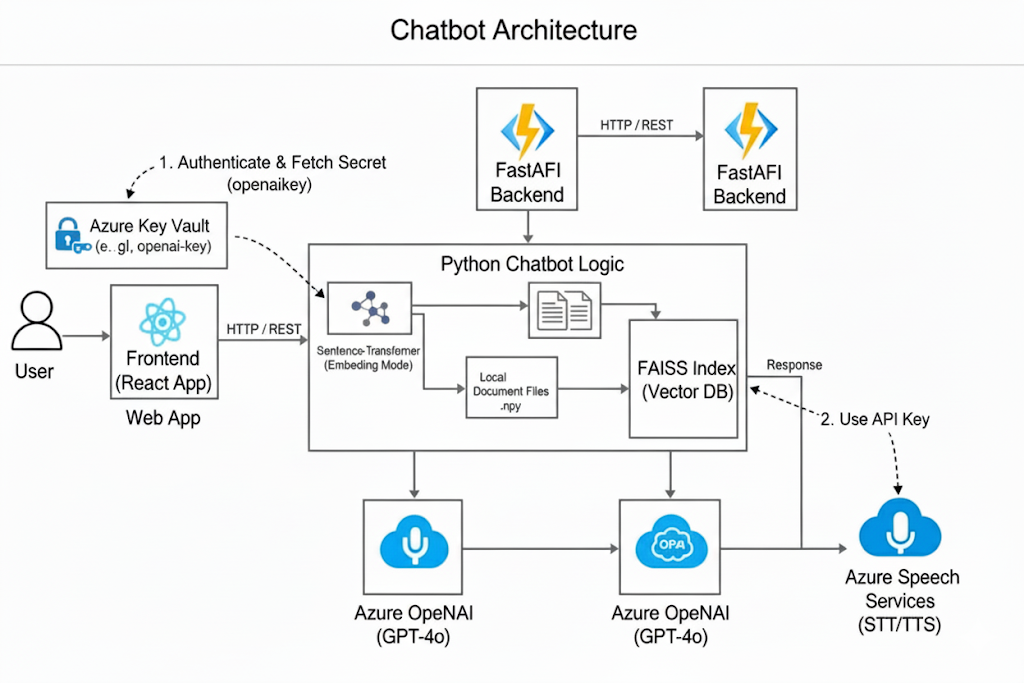 Chatbot Architecture
FastAFI
Backend
HTTP / REST
FastAFI
Backend
1. Authenticate & Fetch Secret
(openaikey)
Azure Key Vault
(e..gl, openai-key)
User
Frontend
(React App)
Web App
HTTP / REST
Python Chatbot Logic
Sentence-Transfomner
(Embeding Mode)
Local
Document Files
.npy
FAISS Index
(Vector DB)
Response
2. Use API Key
Azure OpeNAI
(GPT-4o)
OPA
Azure OpeNAI
(GPT-4o)
Azure Speech
Services
(STT/TTS)